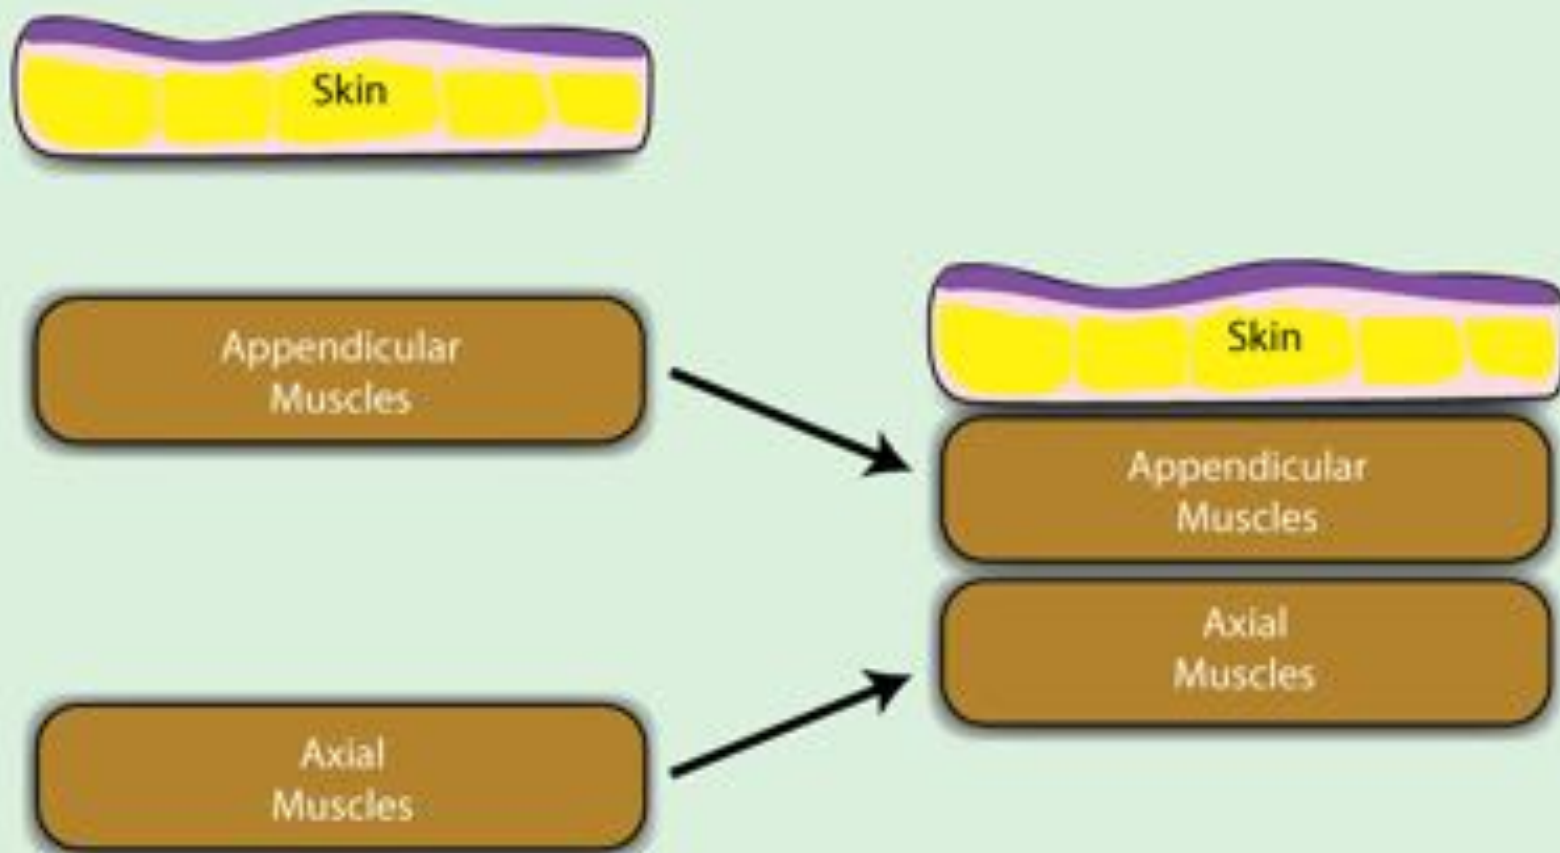 Skin
Appendicular
Muscles
Axial
Muscles
Skin
Appendicular
Muscles
Axial
Muscles